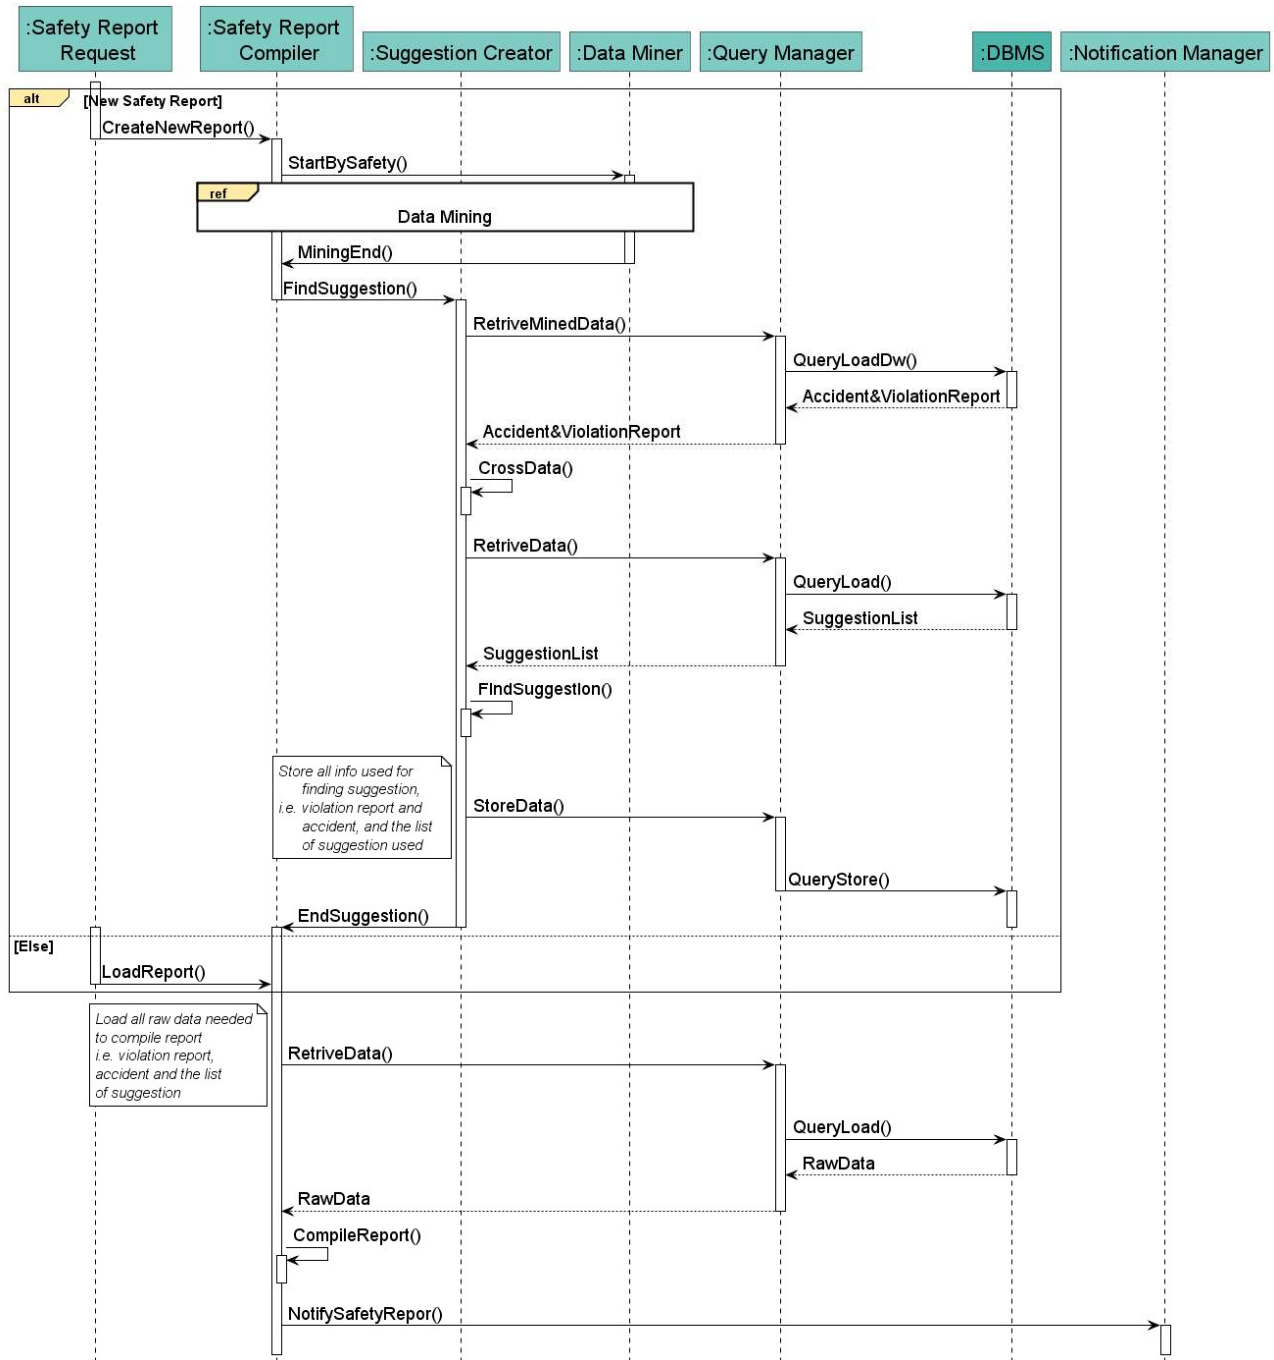 :Safety Report
Request
:Safety Report
Compiler
:Suggestion Creator
:Data Miner
:Query Manager
:DBMS
:Notification Manager
alt
[New Safety Report]
CreateNewReport()
StartBySafety()
ref
Data Mining
MiningEnd()
FindSuggestion()
RetriveMinedData()
QueryLoadDw()
Accident&ViolationReport
Accident&ViolationReport
CrossData()
RetriveData()
QueryLoad()
SuggestionList
SuggestionList
FindSuggestion()
Store all info used for
finding suggestion,
i.e. violation report and
accident, and the list
of suggestion used
StoreData()
QueryStore()
EndSuggestion()
[Else]
LoadReport()
Load all raw data needed
to compile report
i.e. violation report,
accident and the list
of suggestion
RetriveData()
QueryLoad()
RawData
RawData
CompileReport()
NotifySafetyRepor()